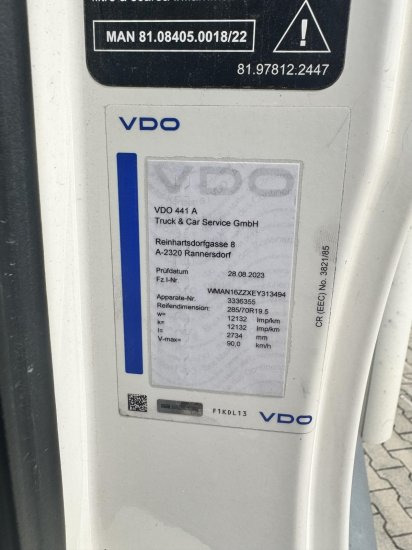 MAN 81.08405.0018/22
81.97812.2447
VDO
VDO
VDO 441 A
Truck & Car Service GmbH
Reinhartsdorfgasse 8
A-2320 Rannersdorf
Prüfdatum 28.08.2023
Fz.I-Nr.
WMAN16ZZXEY313494
Apparate-Nr. 3336355
Reifendimension: 285/70R19.5
w= 12132 Imp/km
k= 12132 Imp/km
l= 2734 mm
V-max= 90,0 km/h
CR (EEC) No. 3821/85
F1KDL13
VDO